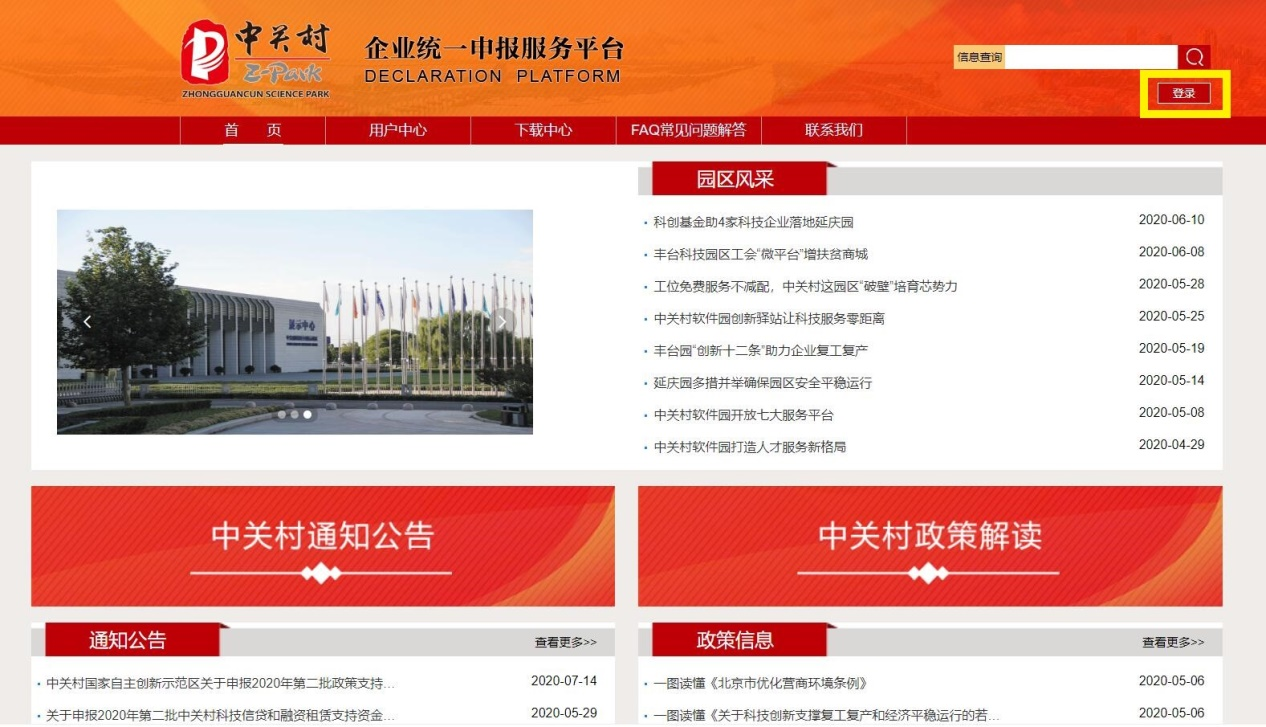 中关村
Z-Park
ZHONGGUANCUN SCIENCE PARK
企业统一申报服务平台
DECLARATION PLATFORM
信息查询
登录
首 页 用户中心 下载中心 FAQ常见问题解答 联系我们
园区风采
· 科创基金助4家科技企业落地延庆园 2020-06-10
· 丰台科技园区工会“微平台”增扶贫商城 2020-06-08
· 工位免费服务不减配，中关村这园区“破壁”培育芯势力 2020-05-28
· 中关村软件园创新驿站让科技服务零距离 2020-05-25
· 丰台园“创新十二条”助力企业复工复产 2020-05-19
· 延庆园多措并举确保园区安全平稳运行 2020-05-14
· 中关村软件园开放七大服务平台 2020-05-08
· 中关村软件园打造人才服务新格局 2020-04-29
展示中心
中关村通知公告
中关村政策解读
通知公告 查看更多>>
· 中关村国家自主创新示范区关于申报2020年第二批政策支持... 2020-07-14
· 关于申报2020年第二批中关村科技信贷和融资租赁支持资金... 2020-05-29
政策信息 查看更多>>
· 一图读懂《北京市优化营商环境条例》 2020-05-06
· 一图读懂《关于科技创新支撑复工复产和经济平稳运行的若... 2020-05-06